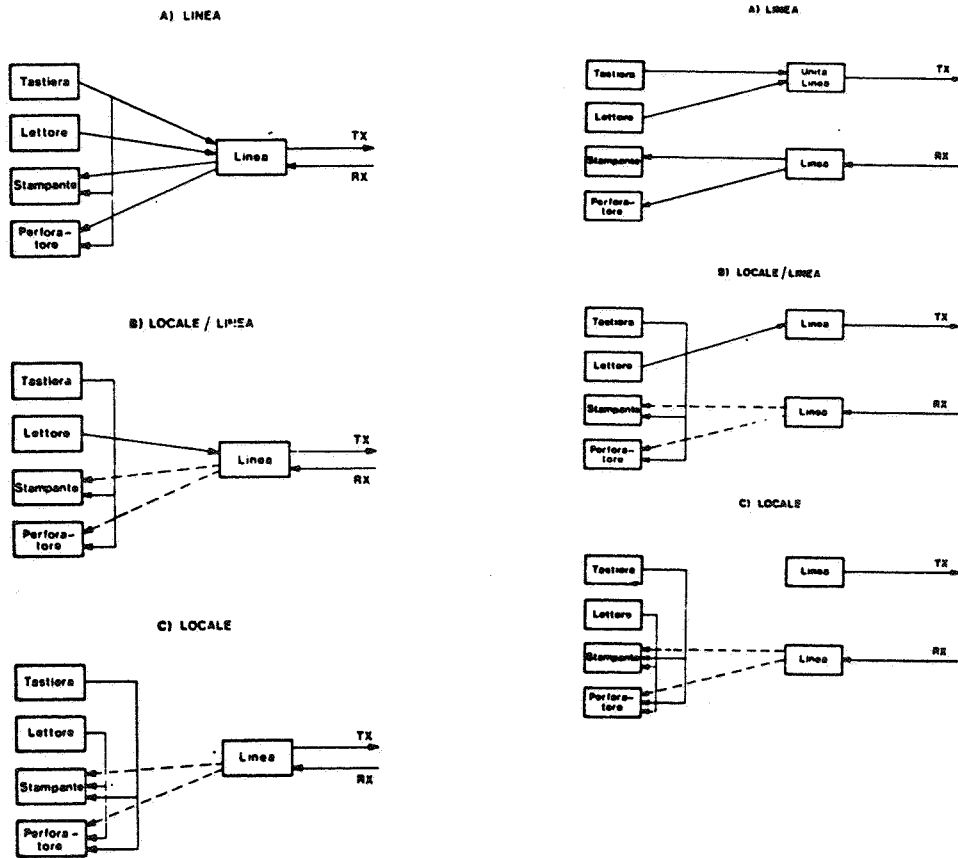 A) LINEA
Tastiera
Lettore
Stampante
Perfora-
tore
Linea
TX
RX
B) LOCALE / LINEA
Tastiera
Lettore
Stampante
Perfora-
tore
Linea
TX
RX
C) LOCALE
Tastiera
Lettore
Stampante
Perfora-
tore
Linea
TX
RX
A) LINEA
Tastiera
Lettore
Stampante
Perfora-
tore
Unità
Linea
TX
Linea
RX
B) LOCALE/LINEA
Tastiera
Lettore
Stampante
Perfora-
tore
Linea
TX
Linea
RX
C) LOCALE
Tastiera
Lettore
Stampante
Perfora-
tore
Linea
TX
Linea
RX